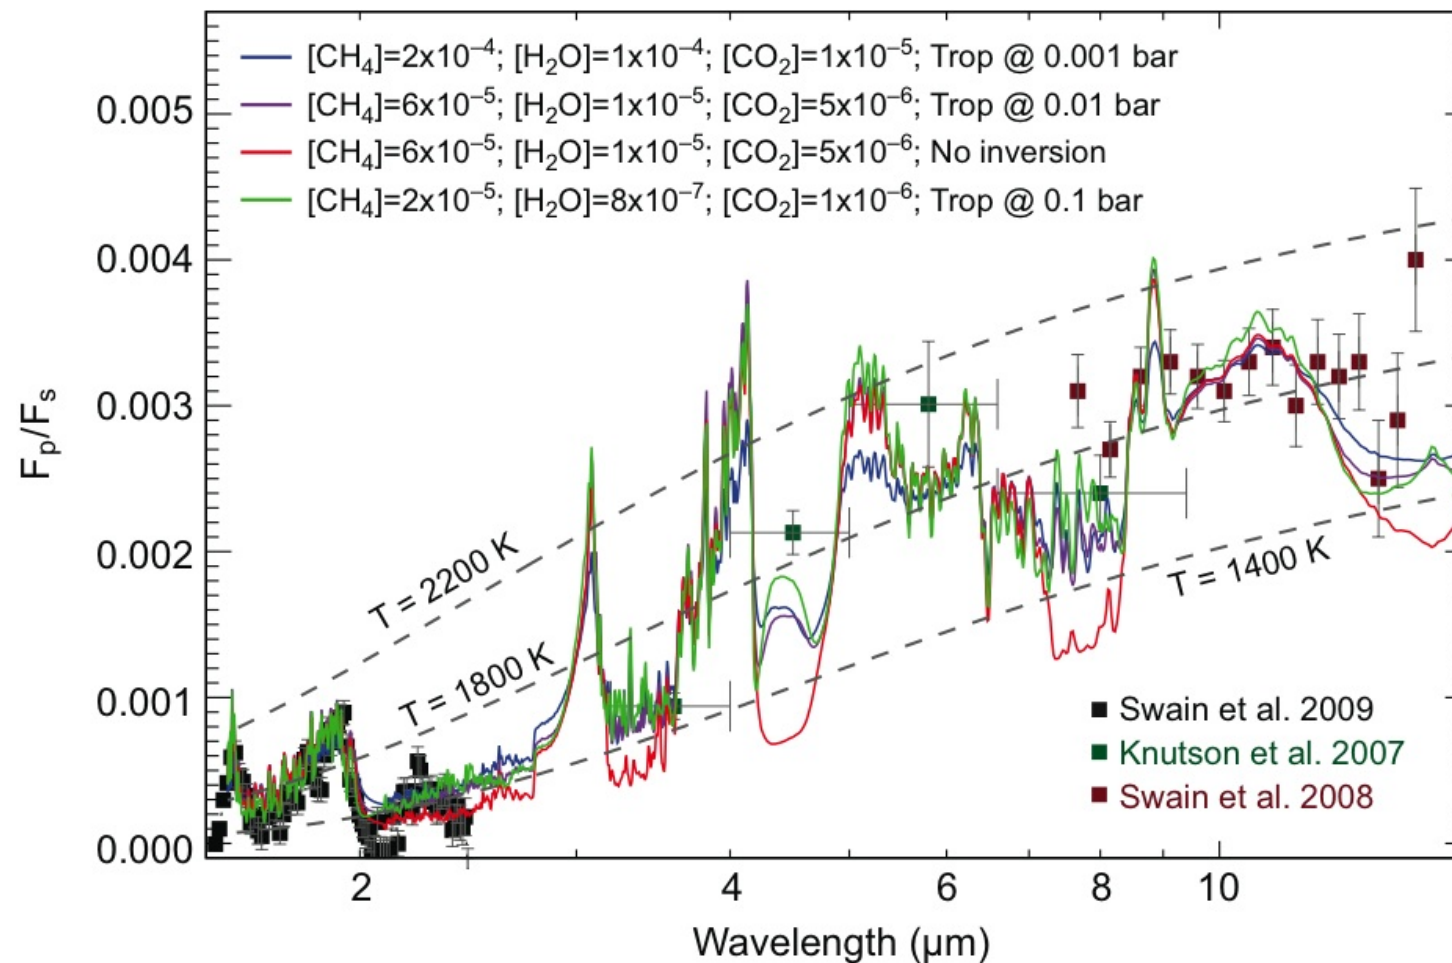 [CH₄]=2x10⁻⁴; [H₂O]=1x10⁻⁴; [CO₂]=1x10⁻⁵; Trop @ 0.001 bar
[CH₄]=6x10⁻⁵; [H₂O]=1x10⁻⁵; [CO₂]=5x10⁻⁶; Trop @ 0.01 bar
[CH₄]=6x10⁻⁵; [H₂O]=1x10⁻⁵; [CO₂]=5x10⁻⁶; No inversion
[CH₄]=2x10⁻⁵; [H₂O]=8x10⁻⁷; [CO₂]=1x10⁻⁶; Trop @ 0.1 bar
0.005
0.004
0.003
0.002
0.001
0.000
Fₚ/Fₛ
T = 2200 K
T = 1800 K
T = 1400 K
Swain et al. 2009
Knutson et al. 2007
Swain et al. 2008
2
4
6
8
10
Wavelength (µm)